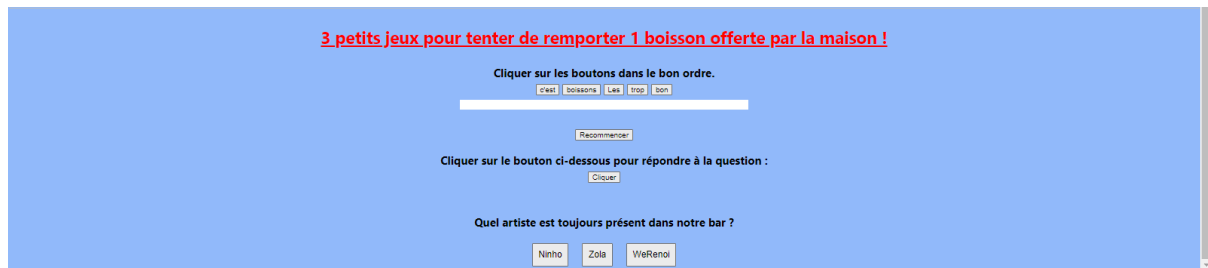 3 petits jeux pour tenter de remporter 1 boisson offerte par la maison !
Cliquer sur les boutons dans le bon ordre.
c'est boissons Les trop bon
Recommencer
Cliquer sur le bouton ci-dessous pour répondre à la question :
Cliquer
Quel artiste est toujours présent dans notre bar ?
Ninho Zola WeRenoi